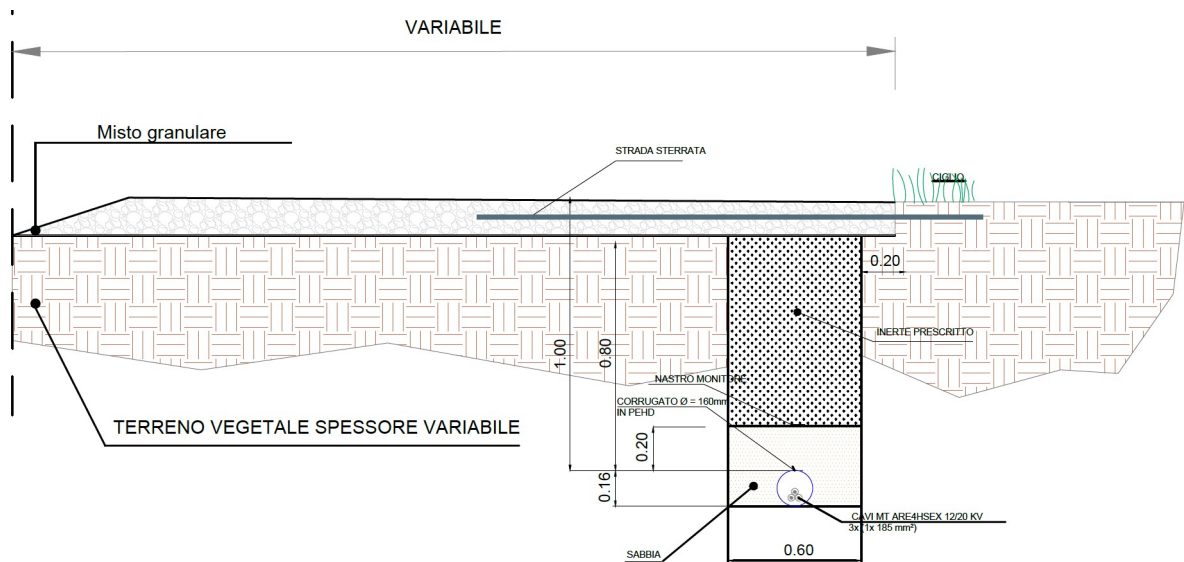 VARIABILE
Misto granulare
STRADA STERRATA
CIGLIO
0.20
INERTE PRESCRITTO
1.00
0.80
NASTRO MONITORE
CORRUGATO Ø = 160mm
IN PEHD
TERRENO VEGETALE SPESSORE VARIABILE
0.20
0.16
CAVI MT ARE4HSEX 12/20 KV
3x(1x 185 mm²)
SABBIA
0.60